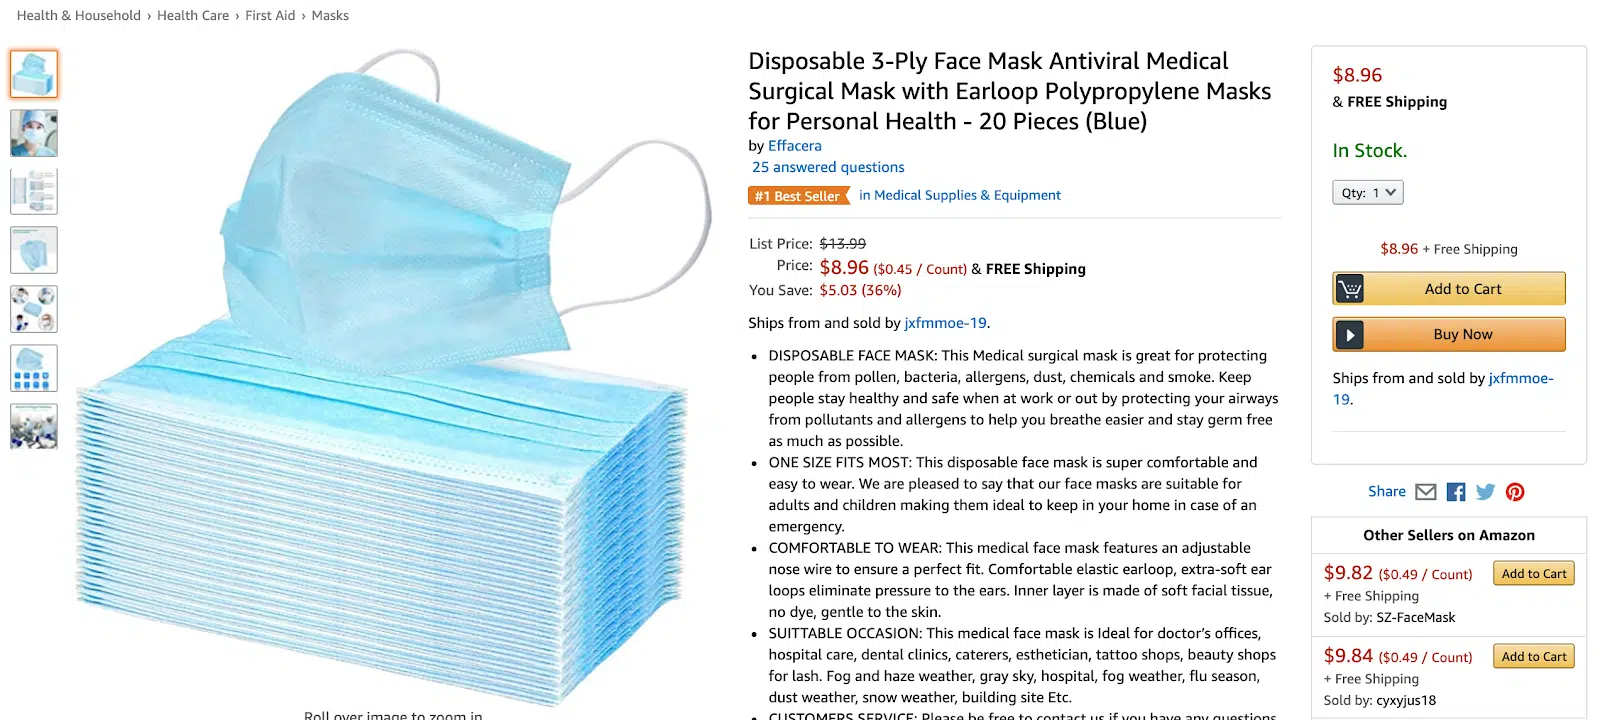 Health & Household › Health Care › First Aid › Masks
Disposable 3-Ply Face Mask Antiviral Medical
Surgical Mask with Earloop Polypropylene Masks
for Personal Health - 20 Pieces (Blue)
by Effacera
25 answered questions
#1 Best Seller in Medical Supplies & Equipment
List Price: $13.99
Price: $8.96 ($0.45 / Count) & FREE Shipping
You Save: $5.03 (36%)
Ships from and sold by jxfmmoe-19.
• DISPOSABLE FACE MASK: This Medical surgical mask is great for protecting
people from pollen, bacteria, allergens, dust, chemicals and smoke. Keep
people stay healthy and safe when at work or out by protecting your airways
from pollutants and allergens to help you breathe easier and stay germ free
as much as possible.
• ONE SIZE FITS MOST: This disposable face mask is super comfortable and
easy to wear. We are pleased to say that our face masks are suitable for
adults and children making them ideal to keep in your home in case of an
emergency.
• COMFORTABLE TO WEAR: This medical face mask features an adjustable
nose wire to ensure a perfect fit. Comfortable elastic earloop, extra-soft ear
loops eliminate pressure to the ears. Inner layer is made of soft facial tissue,
no dye, gentle to the skin.
• SUITTABLE OCCASION: This medical face mask is Ideal for doctor's offices,
hospital care, dental clinics, caterers, esthetician, tattoo shops, beauty shops
for lash. Fog and haze weather, gray sky, hospital, fog weather, flu season,
dust weather, snow weather, building site Etc.
• CUSTOMERS SERVICE: Please be free to contact us if you have any questions
Roll over image to zoom in
$8.96
& FREE Shipping
In Stock.
Qty: 1
$8.96 + Free Shipping
Add to Cart
Buy Now
Ships from and sold by jxfmmoe-
19.
Share
Other Sellers on Amazon
$9.82 ($0.49 / Count) Add to Cart
+ Free Shipping
Sold by: SZ-FaceMask
$9.84 ($0.49 / Count) Add to Cart
+ Free Shipping
Sold by: cyxyjus18